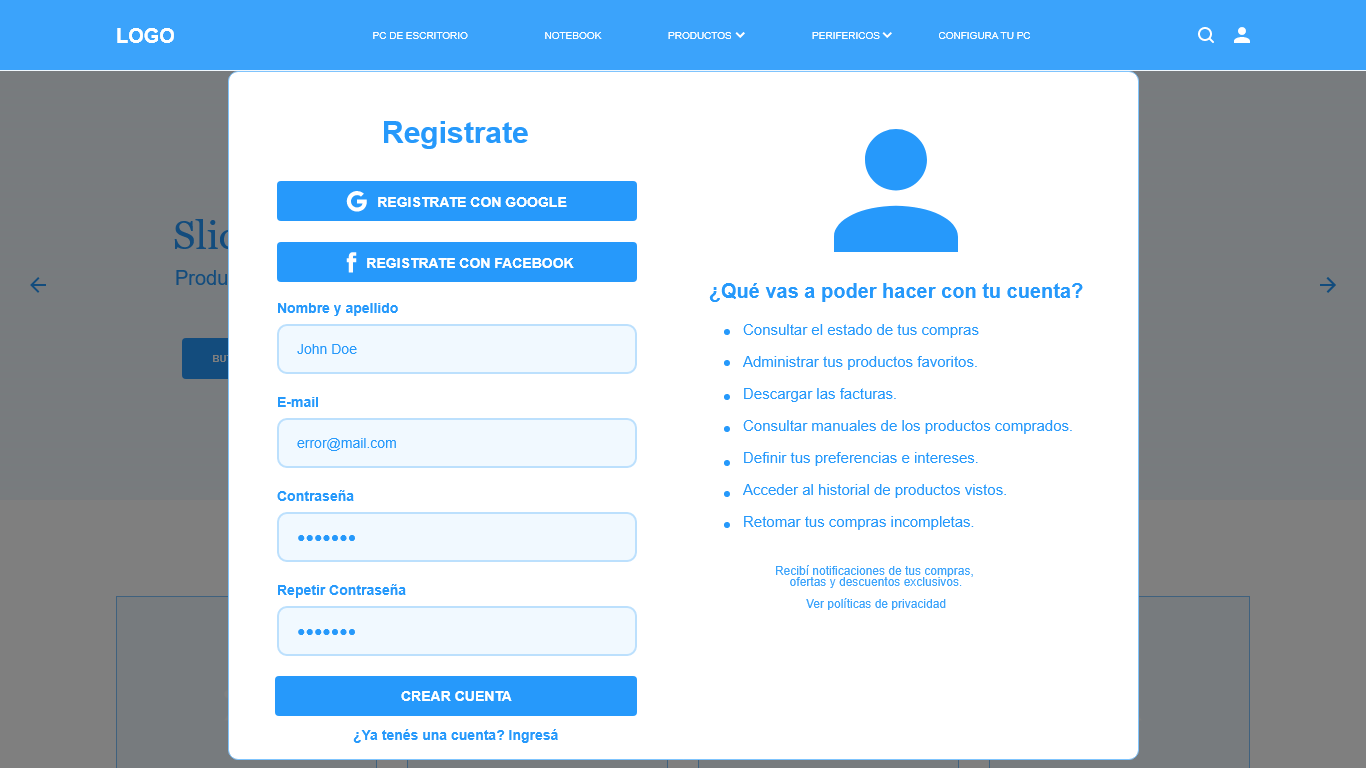 LOGO
PC DE ESCRITORIO
NOTEBOOK
PRODUCTOS
PERIFERICOS
CONFIGURA TU PC
Registrate
REGISTRATE CON GOOGLE
REGISTRATE CON FACEBOOK
Nombre y apellido
John Doe
E-mail
error@mail.com
Contraseña
•••••••
Repetir Contraseña
•••••••
CREAR CUENTA
¿Ya tenés una cuenta? Ingresá
¿Qué vas a poder hacer con tu cuenta?
• Consultar el estado de tus compras
• Administrar tus productos favoritos.
• Descargar las facturas.
• Consultar manuales de los productos comprados.
• Definir tus preferencias e intereses.
• Acceder al historial de productos vistos.
• Retomar tus compras incompletas.
Recibí notificaciones de tus compras,
ofertas y descuentos exclusivos.
Ver políticas de privacidad